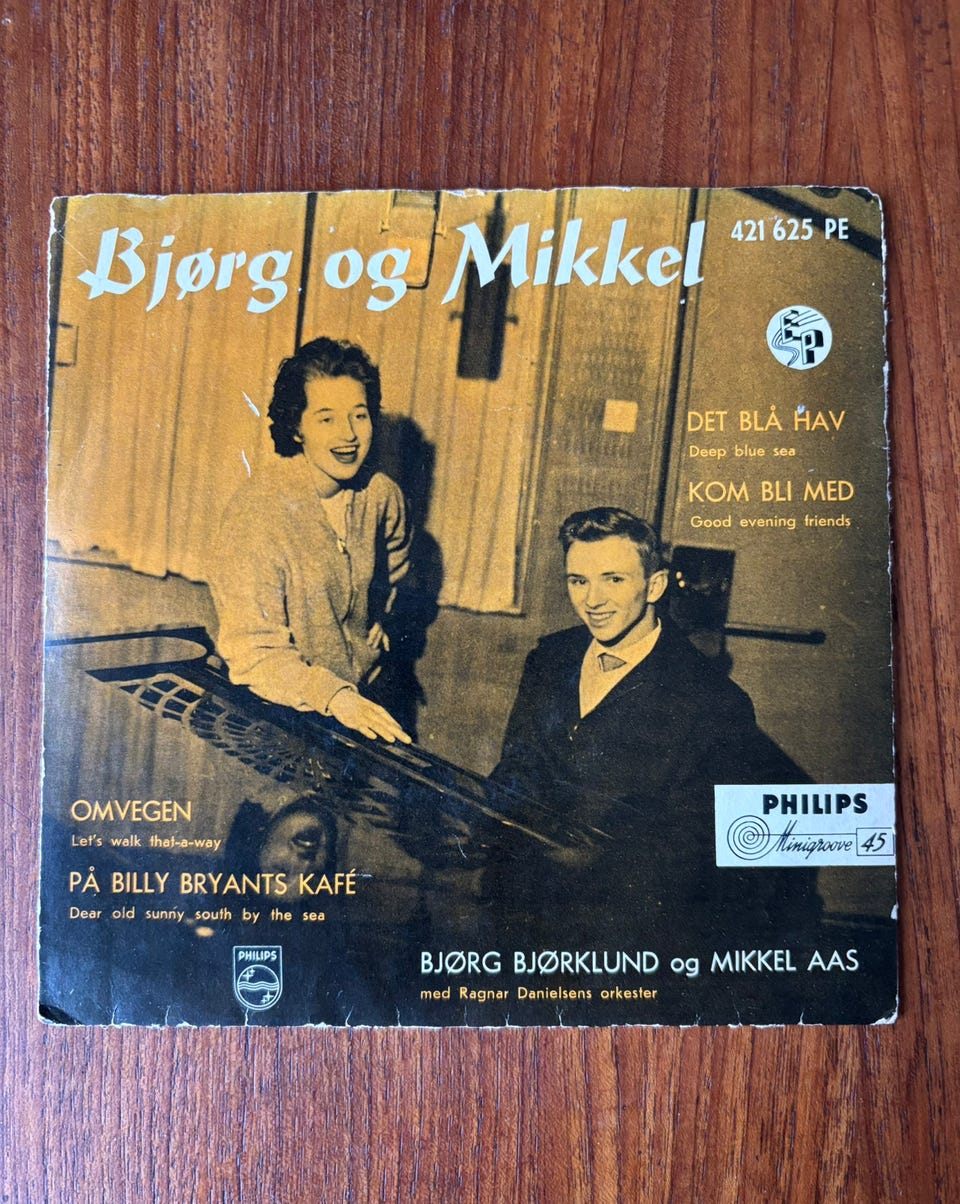 Bjørg og Mikkel
421 625 PE
EP
DET BLÅ HAV
Deep blue sea
KOM BLI MED
Good evening friends
OMVEGEN
Let's walk that-a-way
PÅ BILLY BRYANTS KAFÉ
Dear old sunny south by the sea
PHILIPS
Minigroove 45
PHILIPS
BJØRG BJØRKLUND og MIKKEL AAS
med Ragnar Danielsens orkester